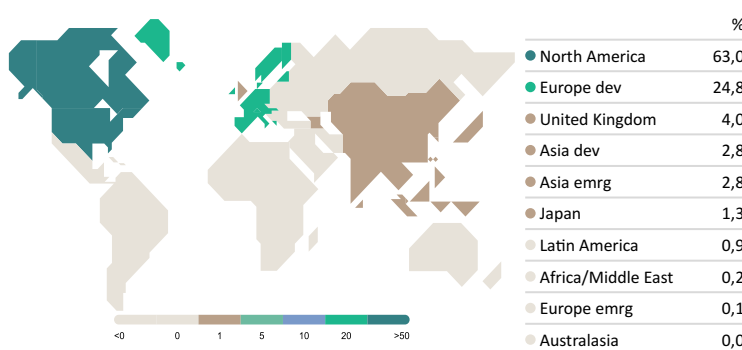 %
North America 63,0
Europe dev 24,8
United Kingdom 4,0
Asia dev 2,8
Asia emrg 2,8
Japan 1,3
Latin America 0,9
Africa/Middle East 0,2
Europe emrg 0,1
Australasia 0,0
<0 0 1 5 10 20 >50